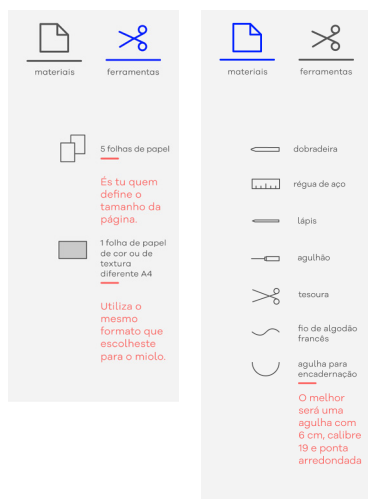 materiais
ferramentas
5 folhas de papel
És tu quem
define o
tamanho da
página.
1 folha de papel
de cor ou de
textura
diferente A4
Utiliza o
mesmo
formato que
escolheste
para o miolo.
materiais
ferramentas
dobradeira
régua de aço
lápis
agulhão
tesoura
fio de algodão
francês
agulha para
encadernação
O melhor
será uma
agulha com
6 cm, calibre
19 e ponta
arredondada